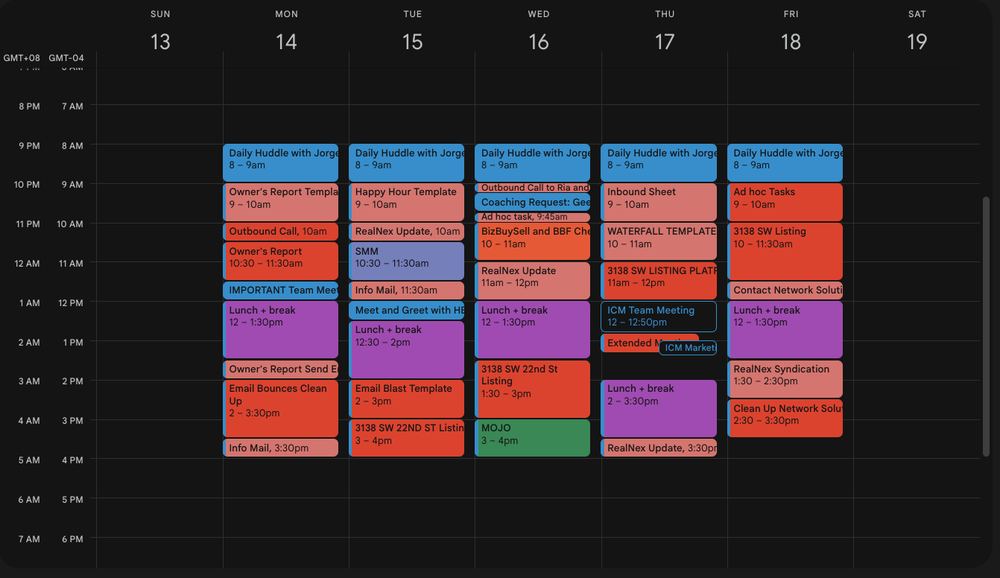 SUN
MON
TUE
WED
THU
FRI
SAT
13
14
15
16
17
18
19
GMT+08 GMT-04
8 PM 7 AM
9 PM 8 AM
10 PM 9 AM
11 PM 10 AM
12 AM 11 AM
1 AM 12 PM
2 AM 1 PM
3 AM 2 PM
4 AM 3 PM
5 AM 4 PM
6 AM 5 PM
7 AM 6 PM
Daily Huddle with Jorge
8 – 9am
Owner's Report Templa
9 – 10am
Outbound Call, 10am
Owner's Report
10:30 – 11:30am
IMPORTANT Team Meet
Lunch + break
12 – 1:30pm
Owner's Report Send E
Email Bounces Clean
Up
2 – 3:30pm
Info Mail, 3:30pm
Daily Huddle with Jorge
8 – 9am
Happy Hour Template
9 – 10am
RealNex Update, 10am
SMM
10:30 – 11:30am
Info Mail, 11:30am
Meet and Greet with HE
Lunch + break
12:30 – 2pm
Email Blast Template
2 – 3pm
3138 SW 22ND ST Listin
3 – 4pm
Daily Huddle with Jorge
8 – 9am
Outbound Call to Ria and
Coaching Request: Gee
Ad hoc task, 9:45am
BizBuySell and BBF Che
10 – 11am
RealNex Update
11am – 12pm
Lunch + break
12 – 1:30pm
3138 SW 22nd St
Listing
1:30 – 3pm
MOJO
3 – 4pm
Daily Huddle with Jorge
8 – 9am
Inbound Sheet
9 – 10am
WATERFALL TEMPLATE
10 – 11am
3138 SW LISTING PLATF
11am – 12pm
ICM Team Meeting
12 – 12:50pm
Extended
ICM Market
Lunch + break
2 – 3:30pm
RealNex Update, 3:30pm
Daily Huddle with Jorge
8 – 9am
Ad hoc Tasks
9 – 10am
3138 SW Listing
10 – 11:30am
Contact Network Soluti
Lunch + break
12 – 1:30pm
RealNex Syndication
1:30 – 2:30pm
Clean Up Network Solu
2:30 – 3:30pm